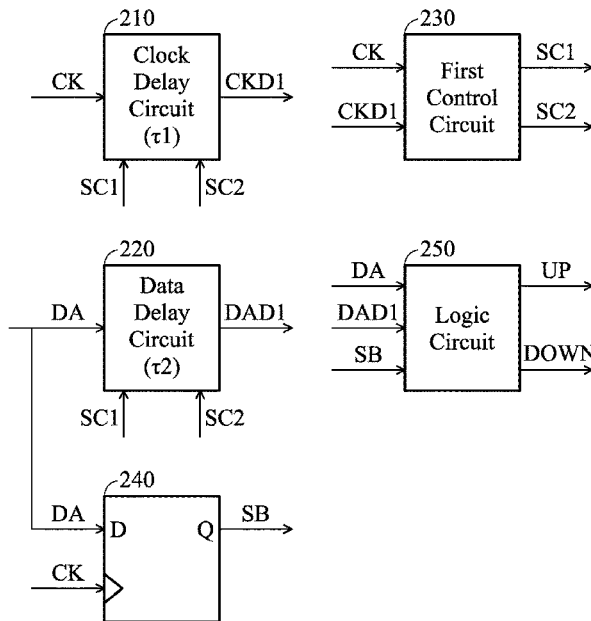 210
CK
Clock
Delay
Circuit
(τ1)
CKD1
SC1
SC2
230
CK
CKD1
First
Control
Circuit
SC1
SC2
220
DA
Data
Delay
Circuit
(τ2)
DAD1
SC1
SC2
250
DA
DAD1
SB
Logic
Circuit
UP
DOWN
240
DA
D
Q
SB
CK